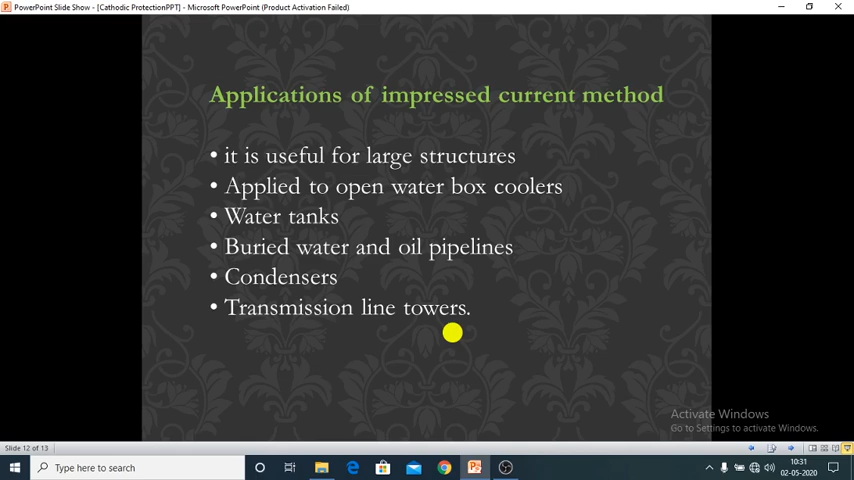 PowerPoint Slide Show - [Cathodic ProtectionPPT] - Microsoft PowerPoint (Product Activation Failed)
Applications of impressed current method
• it is useful for large structures
• Applied to open water box coolers
• Water tanks
• Buried water and oil pipelines
• Condensers
• Transmission line towers.
Activate Windows
Go to Settings to activate Windows.
Slide 12 of 13
Type here to search
10:31
02-05-2020